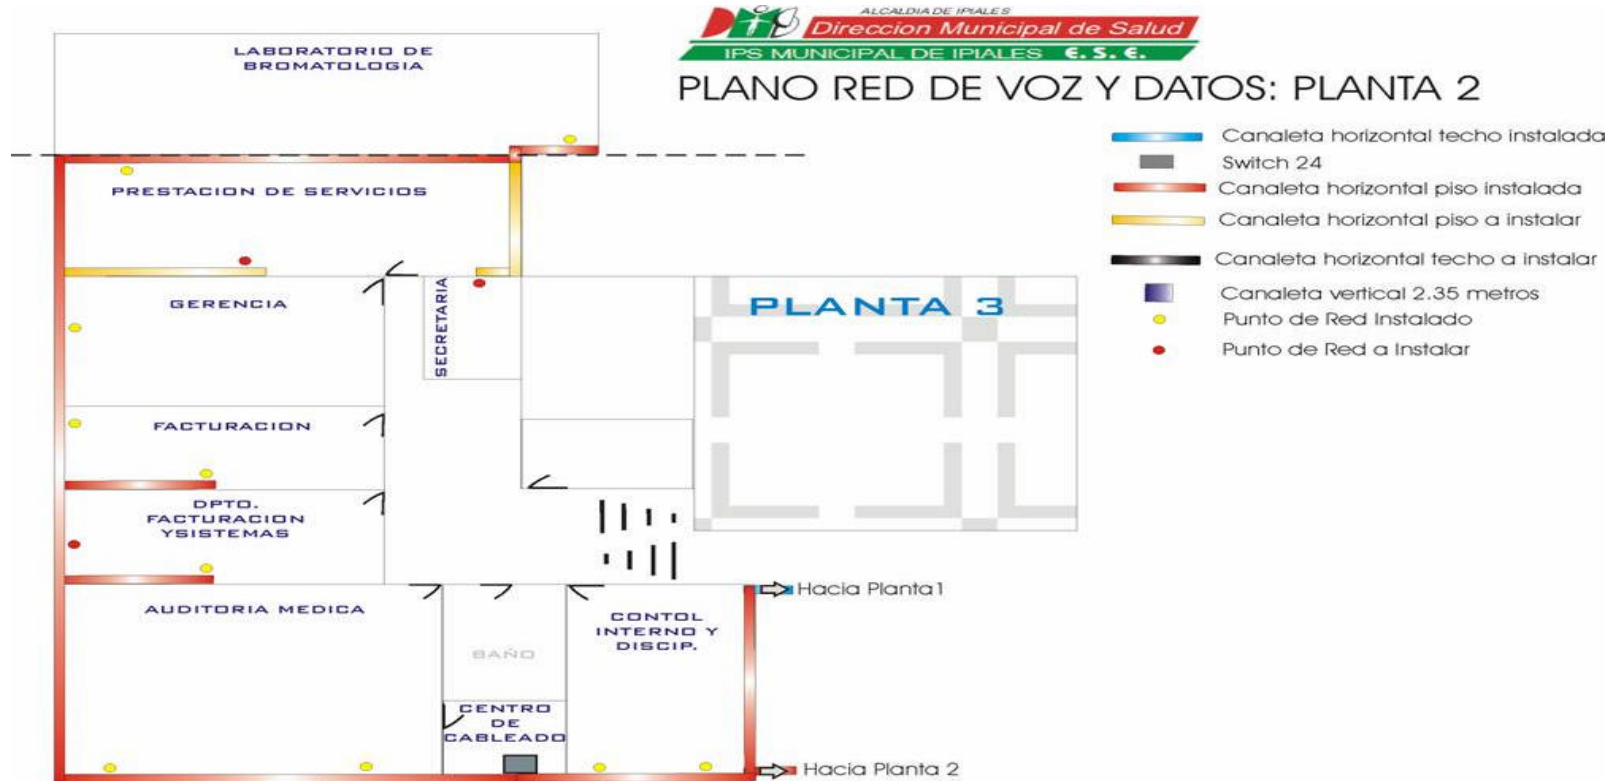 ALCALDIA DE IPIALES
Direccion Municipal de Salud
IPS MUNICIPAL DE IPIALES E. S. E.
PLANO RED DE VOZ Y DATOS: PLANTA 2
Canaleta horizontal techo instalada
Switch 24
Canaleta horizontal piso instalada
Canaleta horizontal piso a instalar
Canaleta horizontal techo a instalar
Canaleta vertical 2.35 metros
Punto de Red Instalado
Punto de Red a Instalar
LABORATORIO DE
BROMATOLOGIA
PRESTACION DE SERVICIOS
GERENCIA
SECRETARIA
PLANTA 3
FACTURACION
DPTO.
FACTURACION
YSISTEMAS
AUDITORIA MEDICA
BAÑO
CENTRO
DE
CABLEADO
CONTOL
INTERNO Y
DISCIP.
Hacia Planta1
Hacia Planta 2